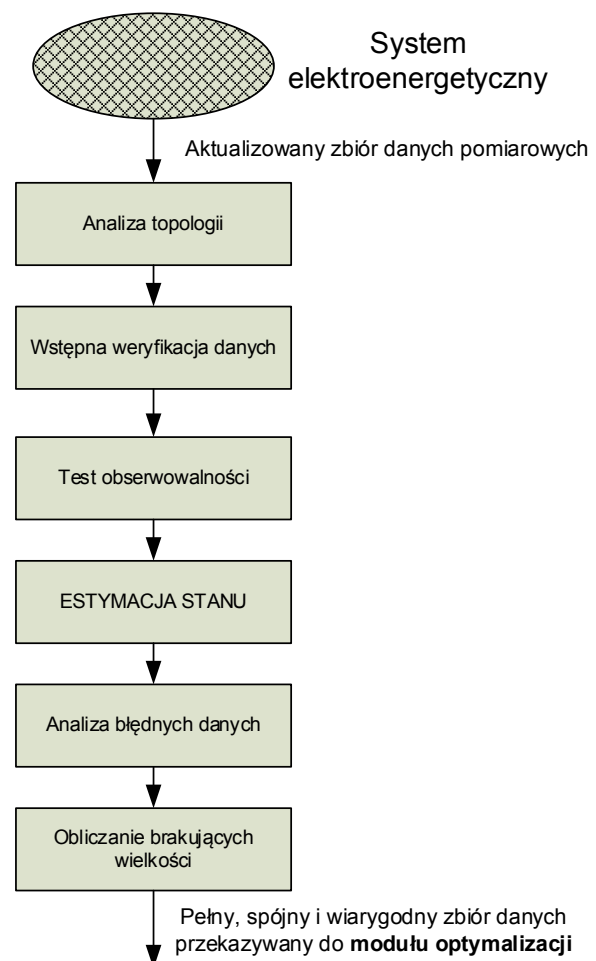 System
elektroenergetyczny
Aktualizowany zbiór danych pomiarowych
Analiza topologii
Wstępna weryfikacja danych
Test obserwowalności
ESTYMACJA STANU
Analiza błędnych danych
Obliczanie brakujących
wielkości
Pełny, spójny i wiarygodny zbiór danych
przekazywany do modułu optymalizacji